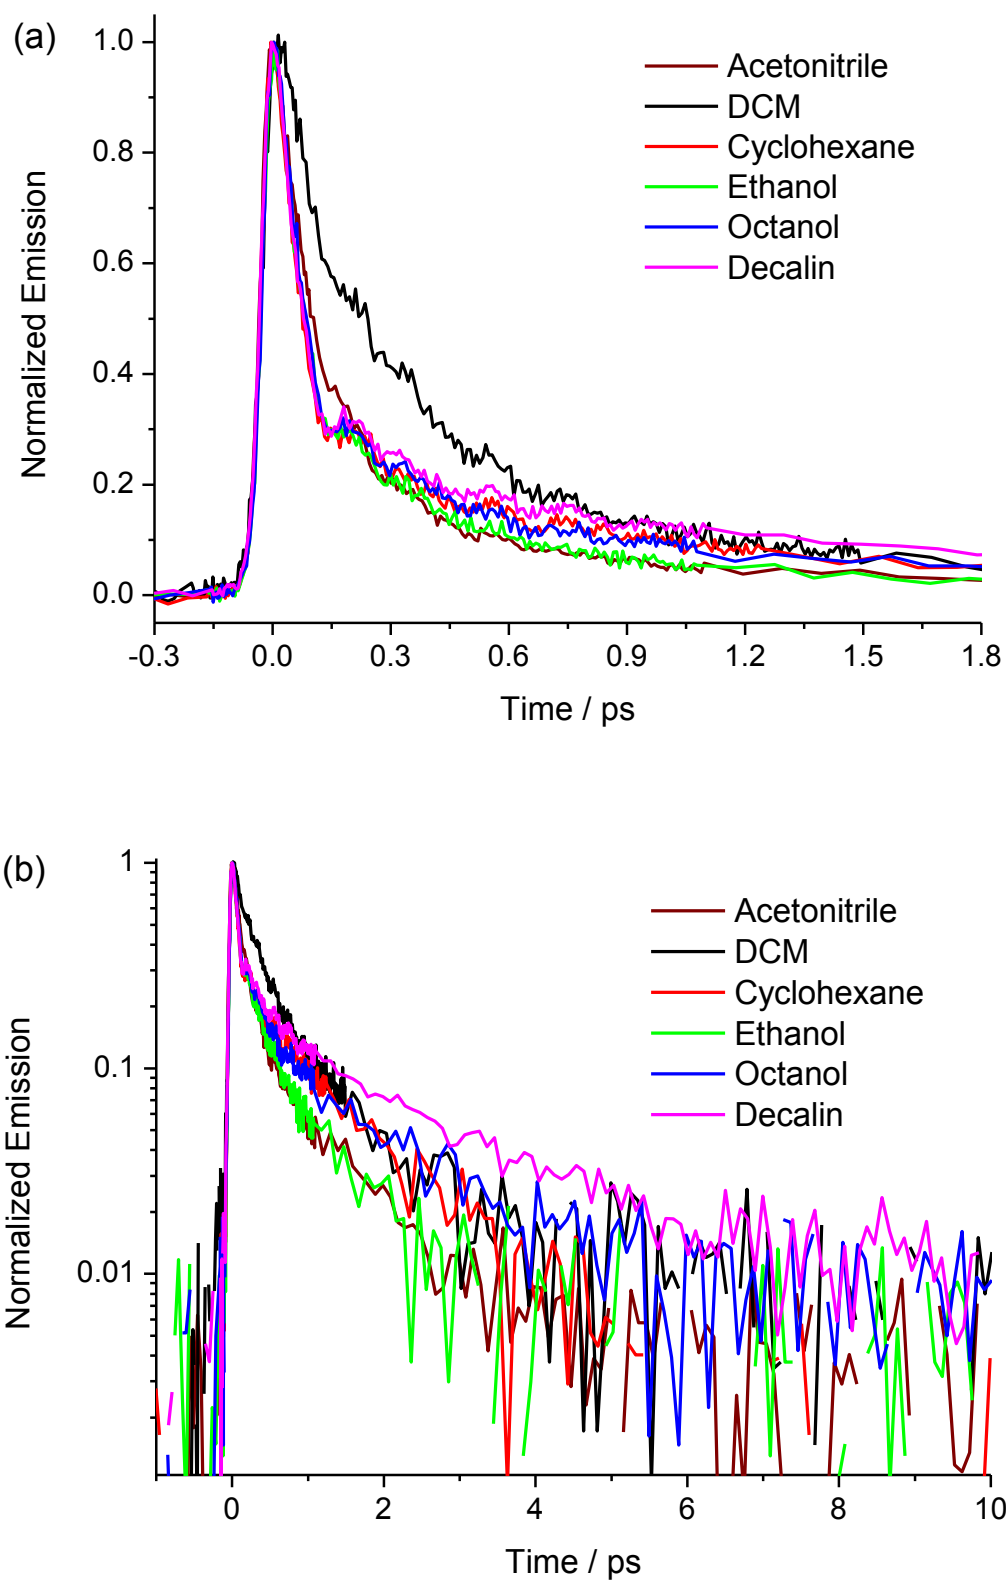 (a)
Normalized Emission
1.0
0.8
0.6
0.4
0.2
0.0
-0.3
0.0
0.3
0.6
0.9
1.2
1.5
1.8
Time / ps
Acetonitrile
DCM
Cyclohexane
Ethanol
Octanol
Decalin
(b)
Normalized Emission
1
0.1
0.01
0
2
4
6
8
10
Time / ps
Acetonitrile
DCM
Cyclohexane
Ethanol
Octanol
Decalin